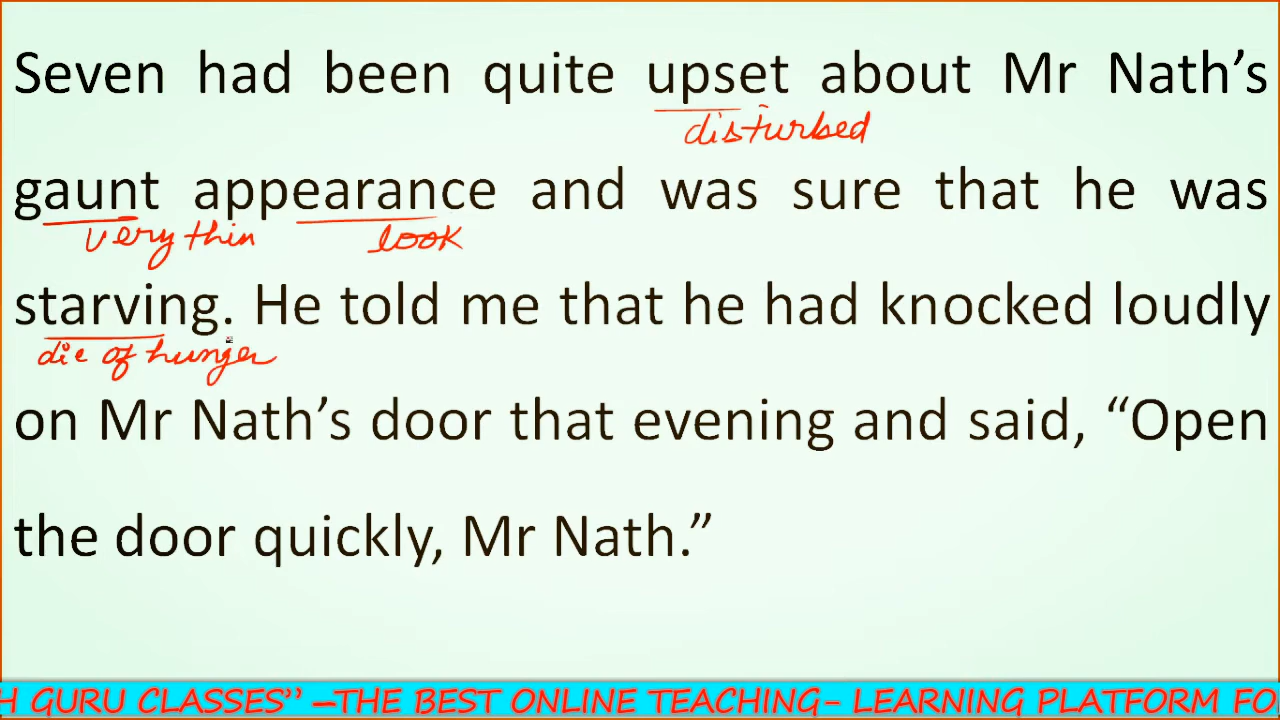 Seven had been quite upset about Mr Nath’s
disturbed
gaunt appearance and was sure that he was
very thin look
starving. He told me that he had knocked loudly
die of hunger
on Mr Nath’s door that evening and said, “Open
the door quickly, Mr Nath.”
H GURU CLASSES” –THE BEST ONLINE TEACHING- LEARNING PLATFORM FO